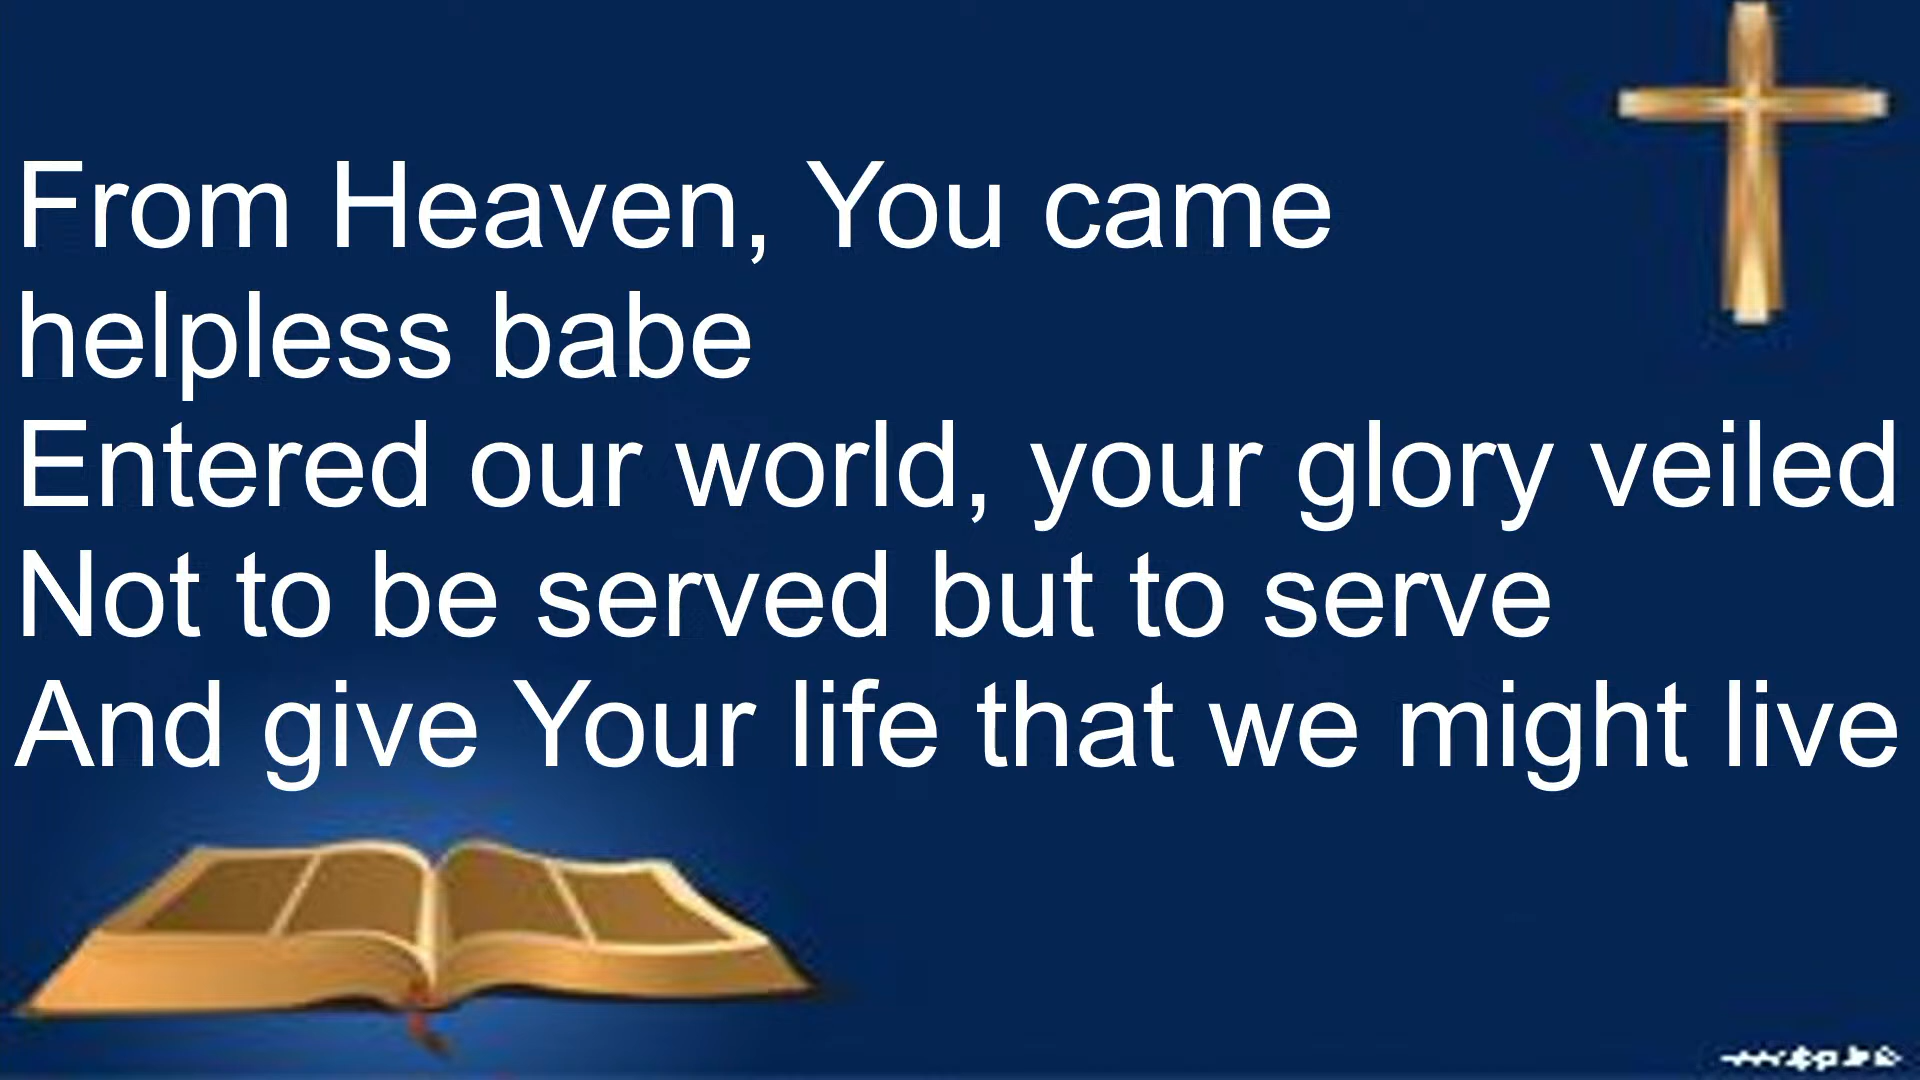 From Heaven, You came
helpless babe
Entered our world, your glory veiled
Not to be served but to serve
And give Your life that we might live